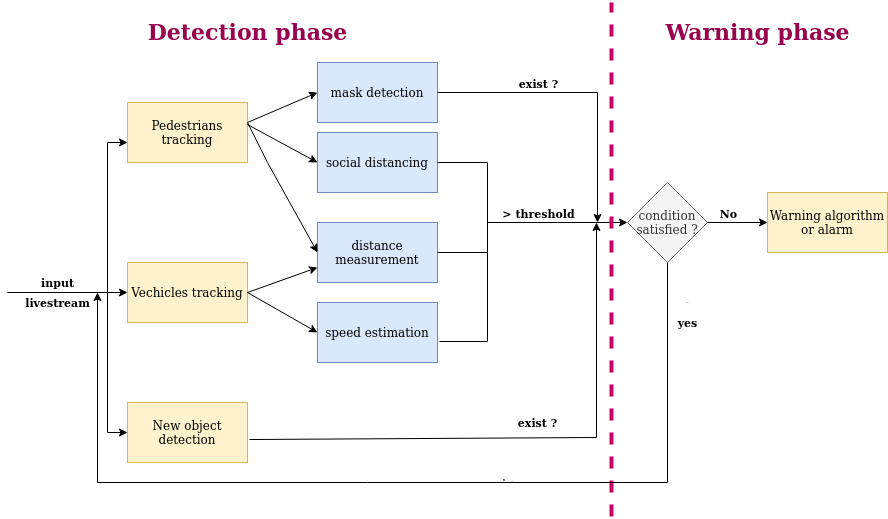 Detection phase
Warning phase
mask detection
exist ?
Pedestrians
tracking
social distancing
> threshold
condition
satisfied ?
No
Warning algorithm
or alarm
distance
measurement
input
livestream
Vechicles tracking
speed estimation
yes
New object
detection
exist ?